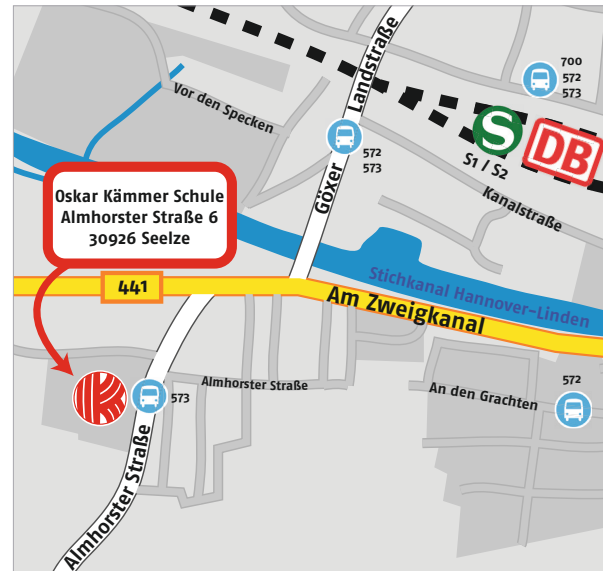 700
572
573
Landstraße
Vor den Specken
S
DB
S1 / S2
572
573
Göxer
Kanalstraße
Oskar Kämmer Schule
Almhorster Straße 6
30926 Seelze
Stichkanal Hannover-Linden
441
Am Zweigkanal
572
Almhorster Straße
An den Grachten
573
Almhorster Straße